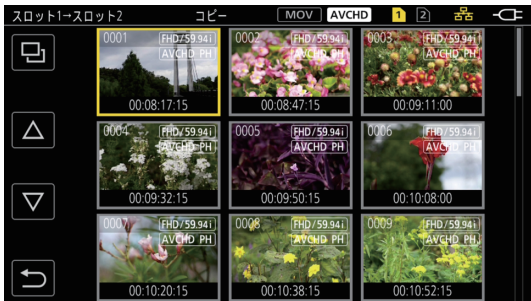 スロット1→スロット2 コピー MOV AVCHD 1 2
0001 FHD/59.94i AVCHD PH
00:08:17:15
0002 FHD/59.94i AVCHD PH
00:08:47:15
0003 FHD/59.94i AVCHD PH
00:09:11:00
0004 FHD/59.94i AVCHD PH
00:09:32:15
0005 FHD/59.94i AVCHD PH
00:09:50:15
0006 FHD/59.94i AVCHD PH
00:10:08:00
0007 FHD/59.94i AVCHD PH
00:10:20:15
0008 FHD/59.94i AVCHD PH
00:10:38:15
0009 FHD/59.94i AVCHD PH
00:10:52:15